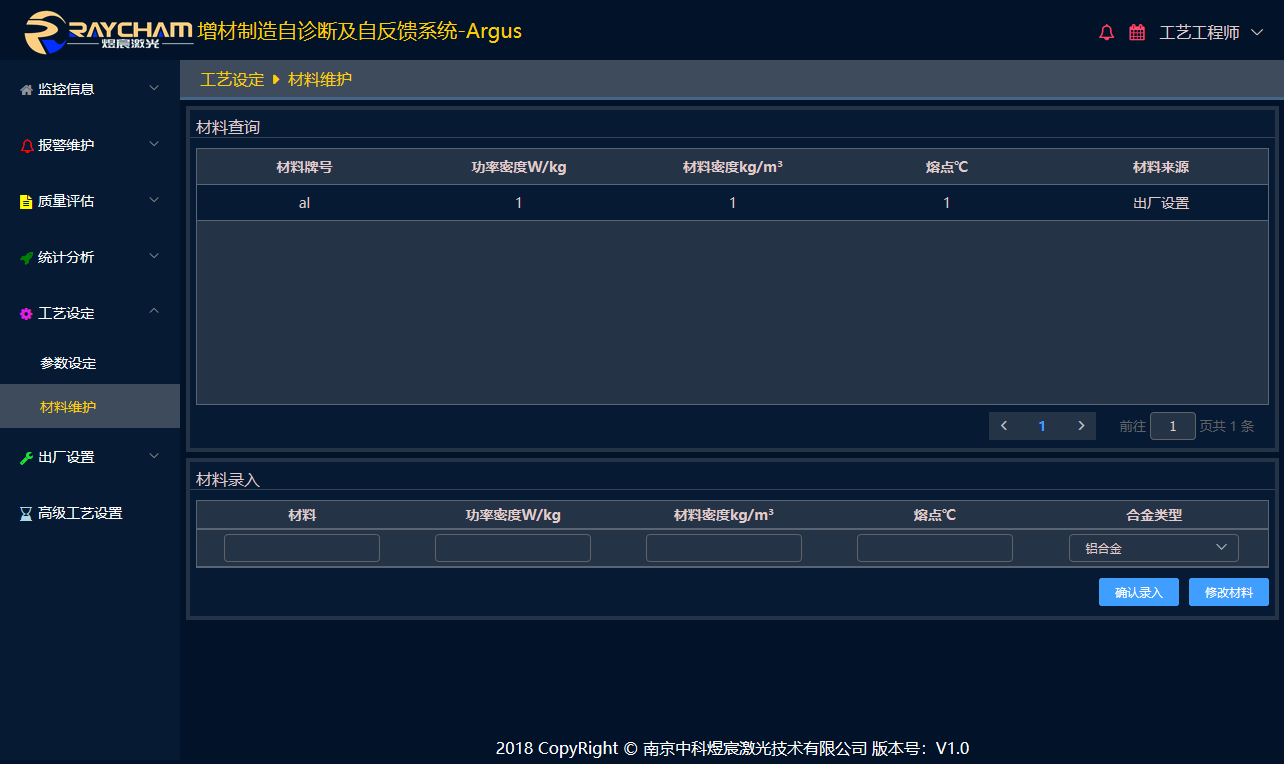 RAYCHAM
煜宸激光
增材制造自诊断及自反馈系统-Argus
工艺工程师
监控信息
报警维护
质量评估
统计分析
工艺设定
参数设定
材料维护
出厂设置
高级工艺设置
工艺设定 材料维护
材料查询
材料牌号 功率密度W/kg 材料密度kg/m³ 熔点℃ 材料来源
al 1 1 1 出厂设置
1 前往 1 页共 1 条
材料录入
材料 功率密度W/kg 材料密度kg/m³ 熔点℃ 合金类型
铝合金
确认录入 修改材料
2018 CopyRight © 南京中科煜宸激光技术有限公司 版本号：V1.0